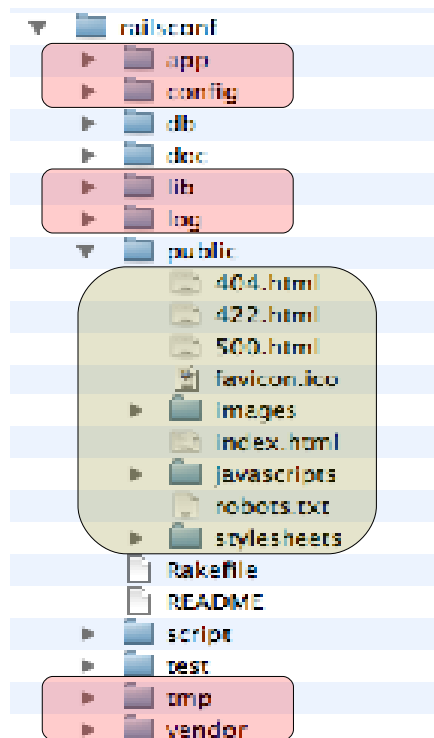 railsconf
app
config
db
doc
lib
log
public
404.html
422.html
500.html
favicon.ico
images
index.html
javascripts
robots.txt
stylesheets
Rakefile
README
script
test
tmp
vendor